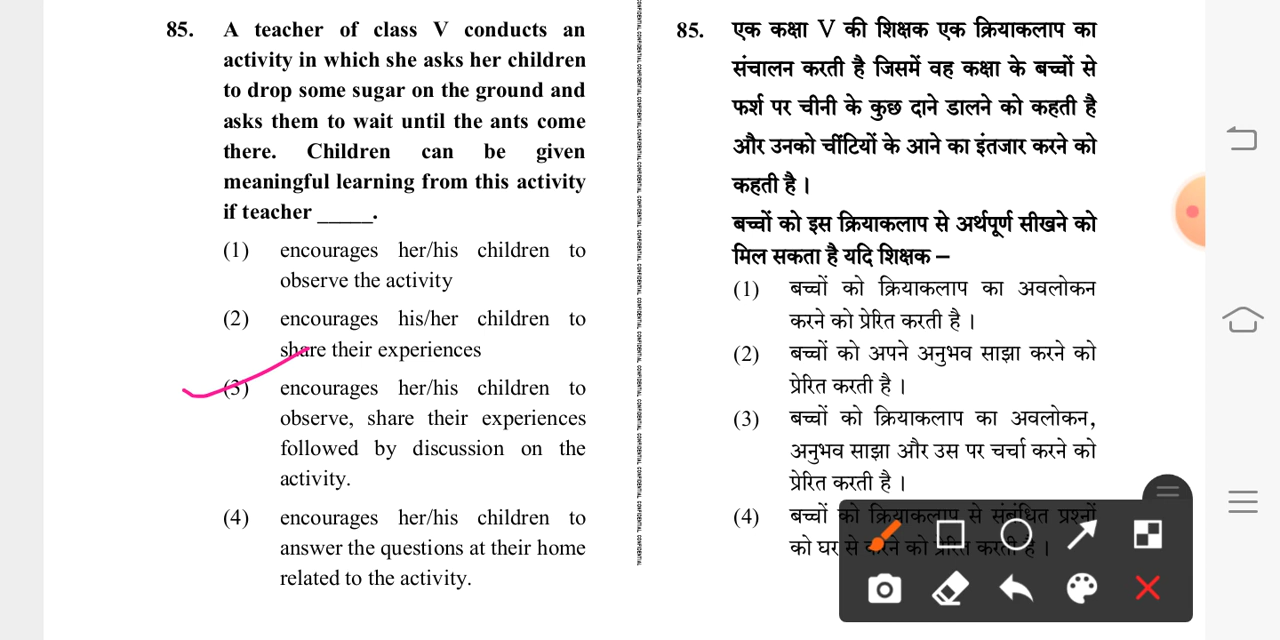 85. A teacher of class V conducts an
activity in which she asks her children
to drop some sugar on the ground and
asks them to wait until the ants come
there. Children can be given
meaningful learning from this activity
if teacher _____.
(1) encourages her/his children to
observe the activity
(2) encourages his/her children to
share their experiences
(3) encourages her/his children to
observe, share their experiences
followed by discussion on the
activity.
(4) encourages her/his children to
answer the questions at their home
related to the activity.
85. एक कक्षा V की शिक्षक एक क्रियाकलाप का
संचालन करती है जिसमें वह कक्षा के बच्चों से
फर्श पर चीनी के कुछ दाने डालने को कहती है
और उनको चींटियों के आने का इंतजार करने को
कहती है।
बच्चों को इस क्रियाकलाप से अर्थपूर्ण सीखने को
मिल सकता है यदि शिक्षक –
(1) बच्चों को क्रियाकलाप का अवलोकन
करने को प्रेरित करती है।
(2) बच्चों को अपने अनुभव साझा करने को
प्रेरित करती है।
(3) बच्चों को क्रियाकलाप का अवलोकन,
अनुभव साझा और उस पर चर्चा करने को
प्रेरित करती है।
(4) बच्चों को क्रियाकलाप से संबंधित प्रश्नों
को घर से करने को प्रेरित करती है।